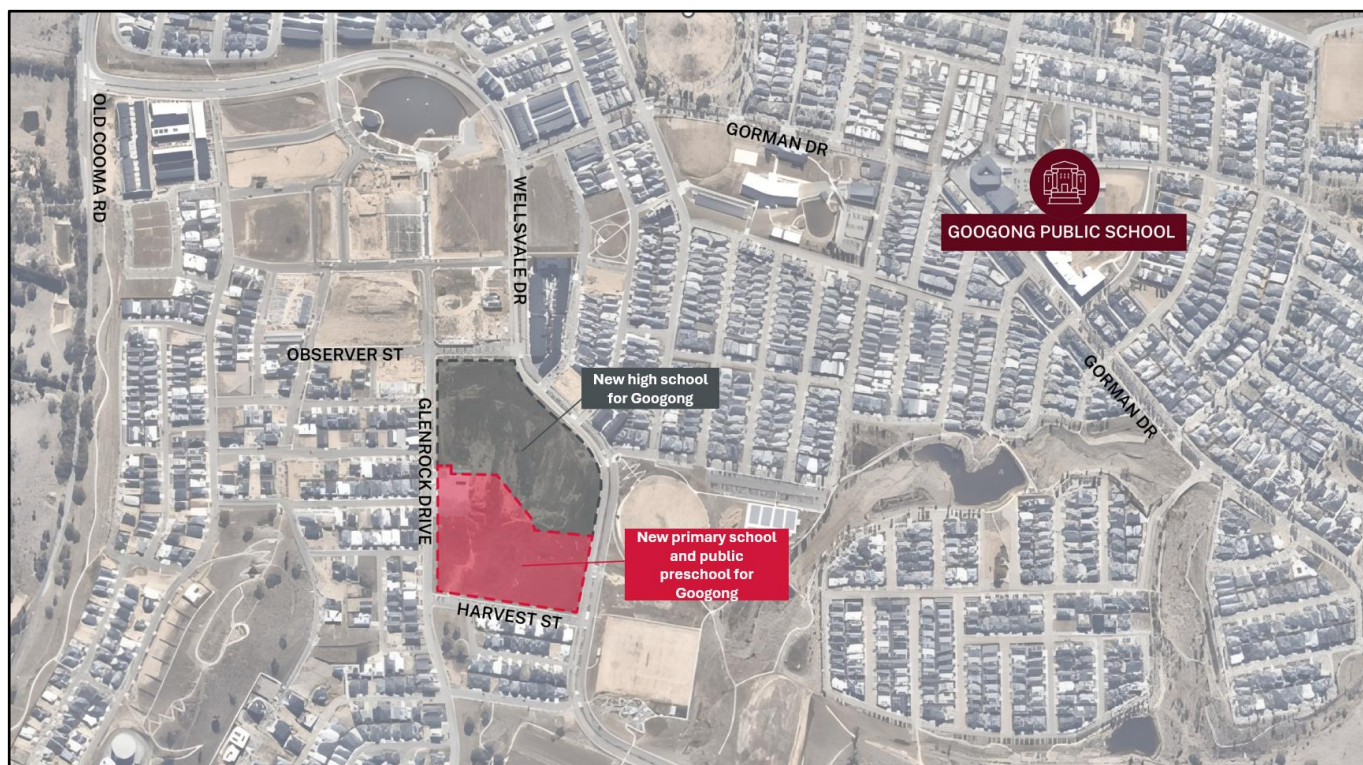 OLD COOMA RD
WELLSVALE DR
GORMAN DR
GOOGONG PUBLIC SCHOOL
OBSERVER ST
GLENROCK DRIVE
New high school
for Googong
GORMAN DR
New primary school
and public
preschool for
Googong
HARVEST ST